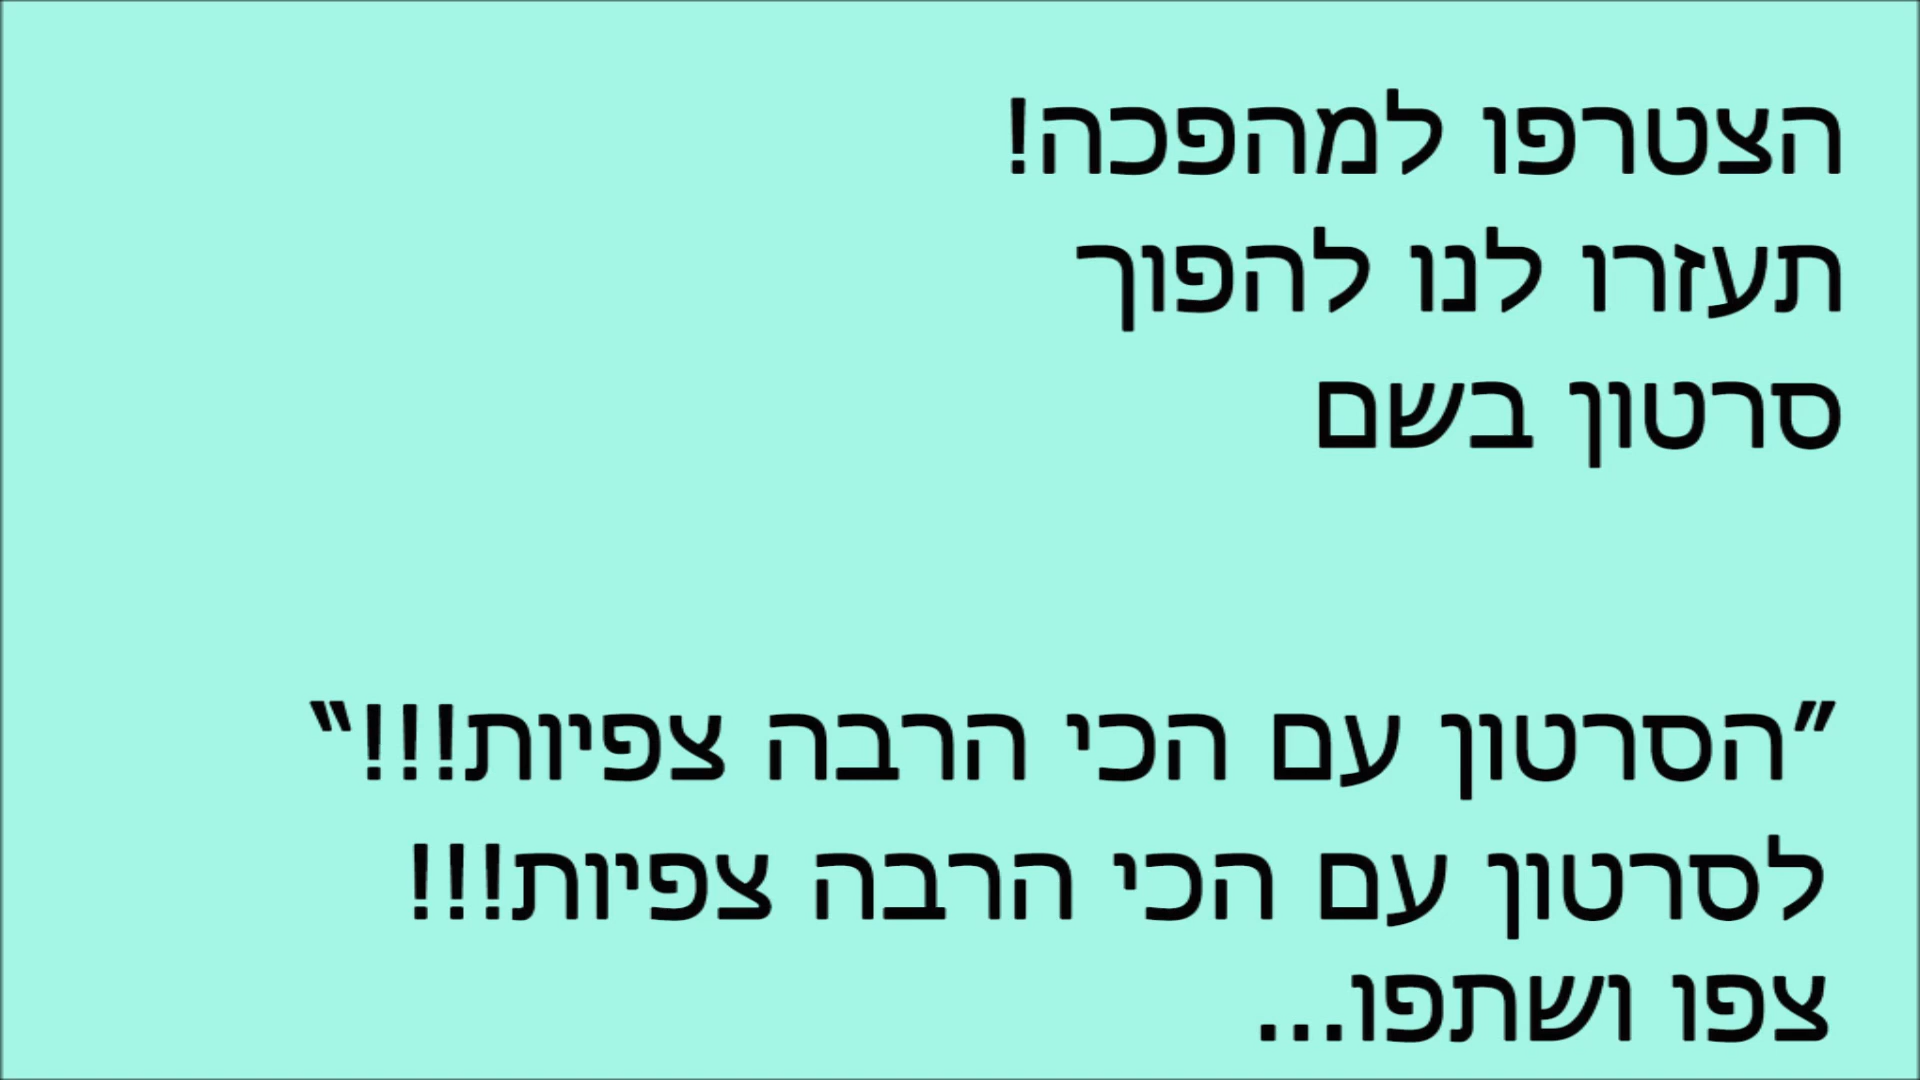 הצטרפו למהפכה!
תעזרו לנו להפוך
סרטון בשם
"הסרטון עם הכי הרבה צפיות!!!"
לסרטון עם הכי הרבה צפיות!!!
צפו ושתפו...